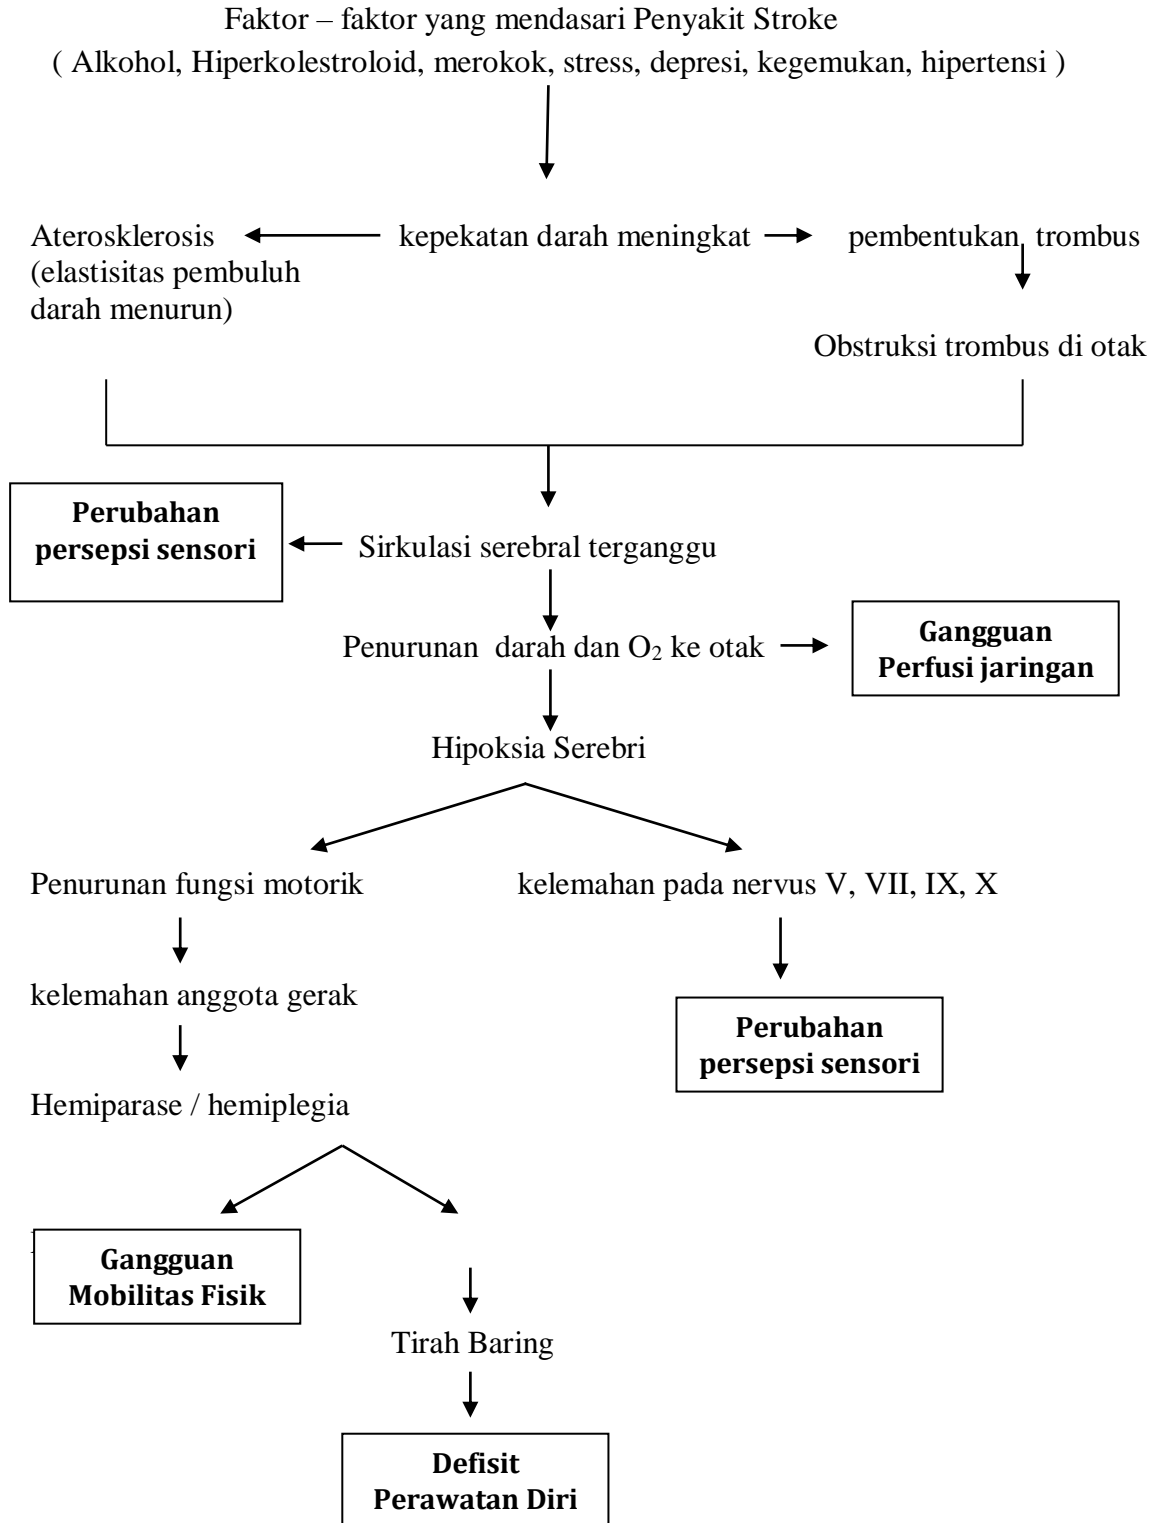 Faktor – faktor yang mendasari Penyakit Stroke
( Alkohol, Hiperkolestroloid, merokok, stress, depresi, kegemukan, hipertensi )
Aterosklerosis
(elastisitas pembuluh
darah menurun)
kepekatan darah meningkat
pembentukan trombus
Obstruksi trombus di otak
Perubahan
persepsi sensori
Sirkulasi serebral terganggu
Penurunan darah dan O₂ ke otak
Gangguan
Perfusi jaringan
Hipoksia Serebri
Penurunan fungsi motorik
kelemahan pada nervus V, VII, IX, X
kelemahan anggota gerak
Perubahan
persepsi sensori
Hemiparase / hemiplegia
Gangguan
Mobilitas Fisik
Tirah Baring
Defisit
Perawatan Diri